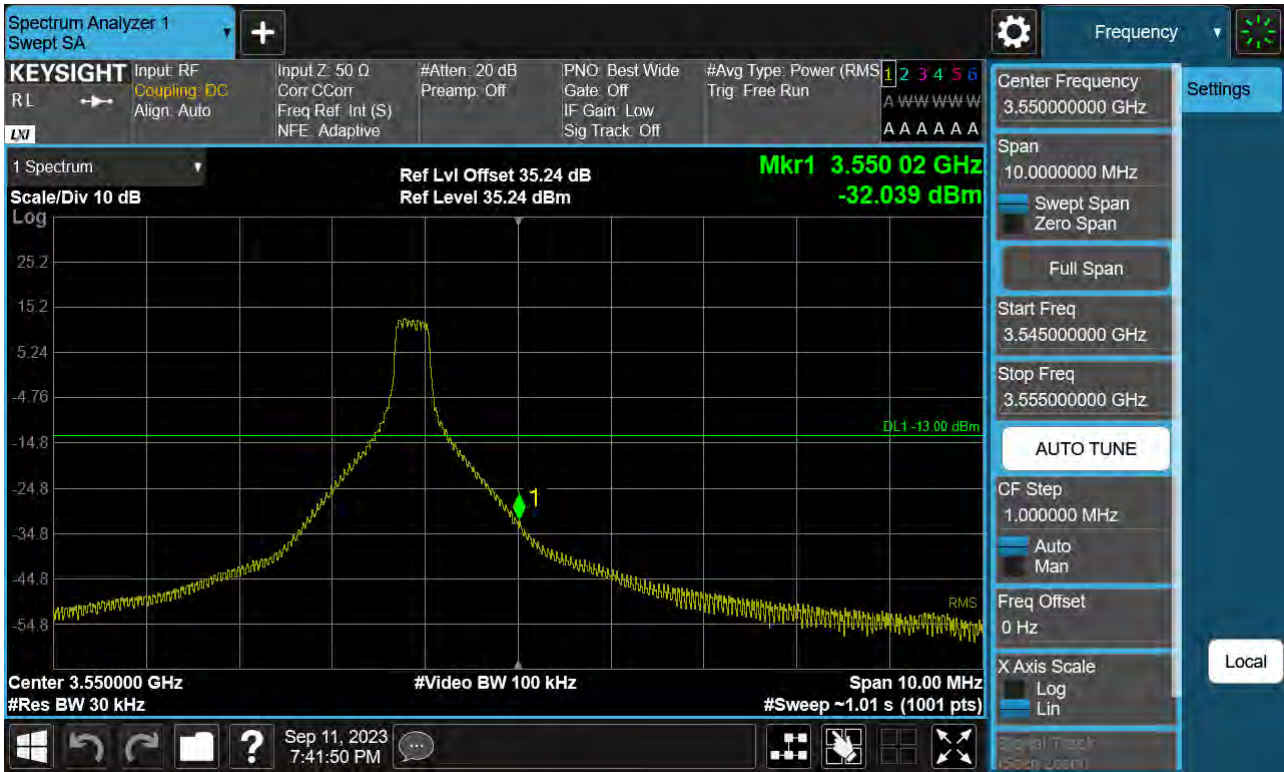 Spectrum Analyzer 1
Swept SA
+
Frequency
KEYSIGHT
RL
LXI
Input: RF
Coupling: DC
Align: Auto
Input Z: 50 Ω
Corr CCorr
Freq Ref: Int (S)
NFE: Adaptive
#Atten: 20 dB
Preamp: Off
PNO: Best Wide
Gate: Off
IF Gain: Low
Sig Track: Off
#Avg Type: Power (RMS
Trig: Free Run
1 2 3 4 5 6
A W W W W W
A A A A A A
1 Spectrum
Scale/Div 10 dB
Log
Ref Lvl Offset 35.24 dB
Ref Level 35.24 dBm
Mkr1 3.550 02 GHz
-32.039 dBm
25.2
15.2
5.24
-4.76
-14.8
-24.8
-34.8
-44.8
-54.8
DL1 -13.00 dBm
1
RMS
Center 3.550000 GHz
#Res BW 30 kHz
#Video BW 100 kHz
Span 10.00 MHz
#Sweep ~1.01 s (1001 pts)
Center Frequency
3.550000000 GHz
Span
10.0000000 MHz
Swept Span
Zero Span
Full Span
Start Freq
3.545000000 GHz
Stop Freq
3.555000000 GHz
AUTO TUNE
CF Step
1.000000 MHz
Auto
Man
Freq Offset
0 Hz
X Axis Scale
Log
Lin
Signal Track
(Span Zoom)
Settings
Local
?
Sep 11, 2023
7:41:50 PM